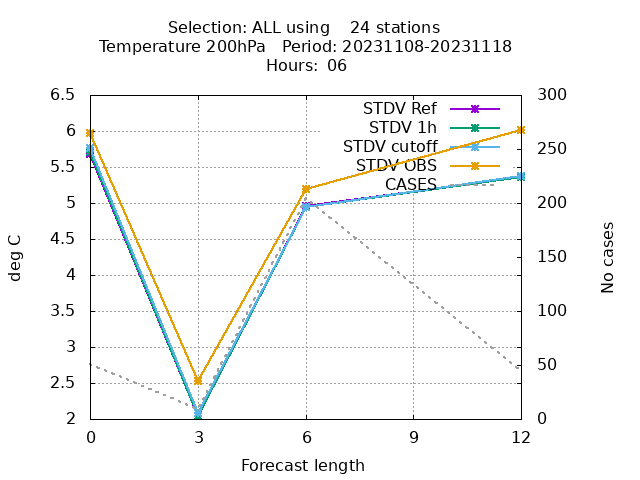 Selection: ALL using    24 stations
Temperature 200hPa   Period: 20231108-20231118
Hours: 06
6.5 300
STDV Ref
STDV 1h
6
STDV cutoff
250
5.5
STDV OBS
CASES
5 200
4.5
deg C
No cases
4 150
3.5 100
3
2.5 50
2 0
0 3 6 9 12
Forecast length